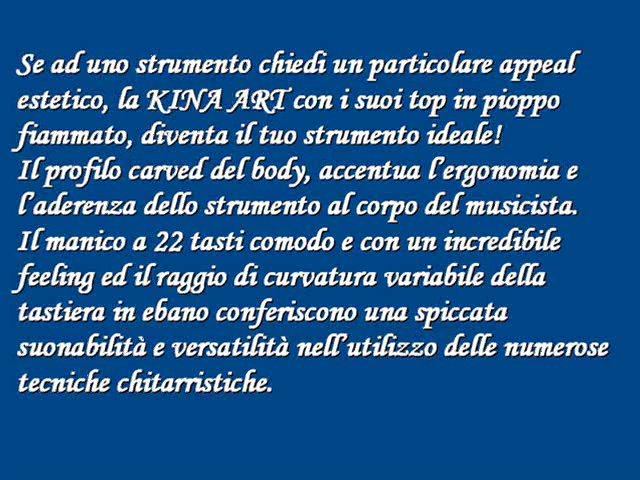 Se ad uno strumento chiedi un particolare appeal
estetico, la KINA ART con i suoi top in pioppo
fiammato, diventa il tuo strumento ideale!
Il profilo carved del body, accentua l'ergonomia e
l'aderenza dello strumento al corpo del musicista.
Il manico a 22 tasti comodo e con un incredibile
feeling ed il raggio di curvatura variabile della
tastiera in ebano conferiscono una spiccata
suonabilità e versatilità nell'utilizzo delle numerose
tecniche chitarristiche.